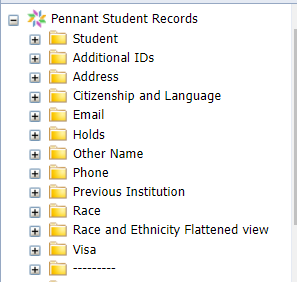 Pennant Student Records
Student
Additional IDs
Address
Citizenship and Language
Email
Holds
Other Name
Phone
Previous Institution
Race
Race and Ethnicity Flattened view
Visa
---------